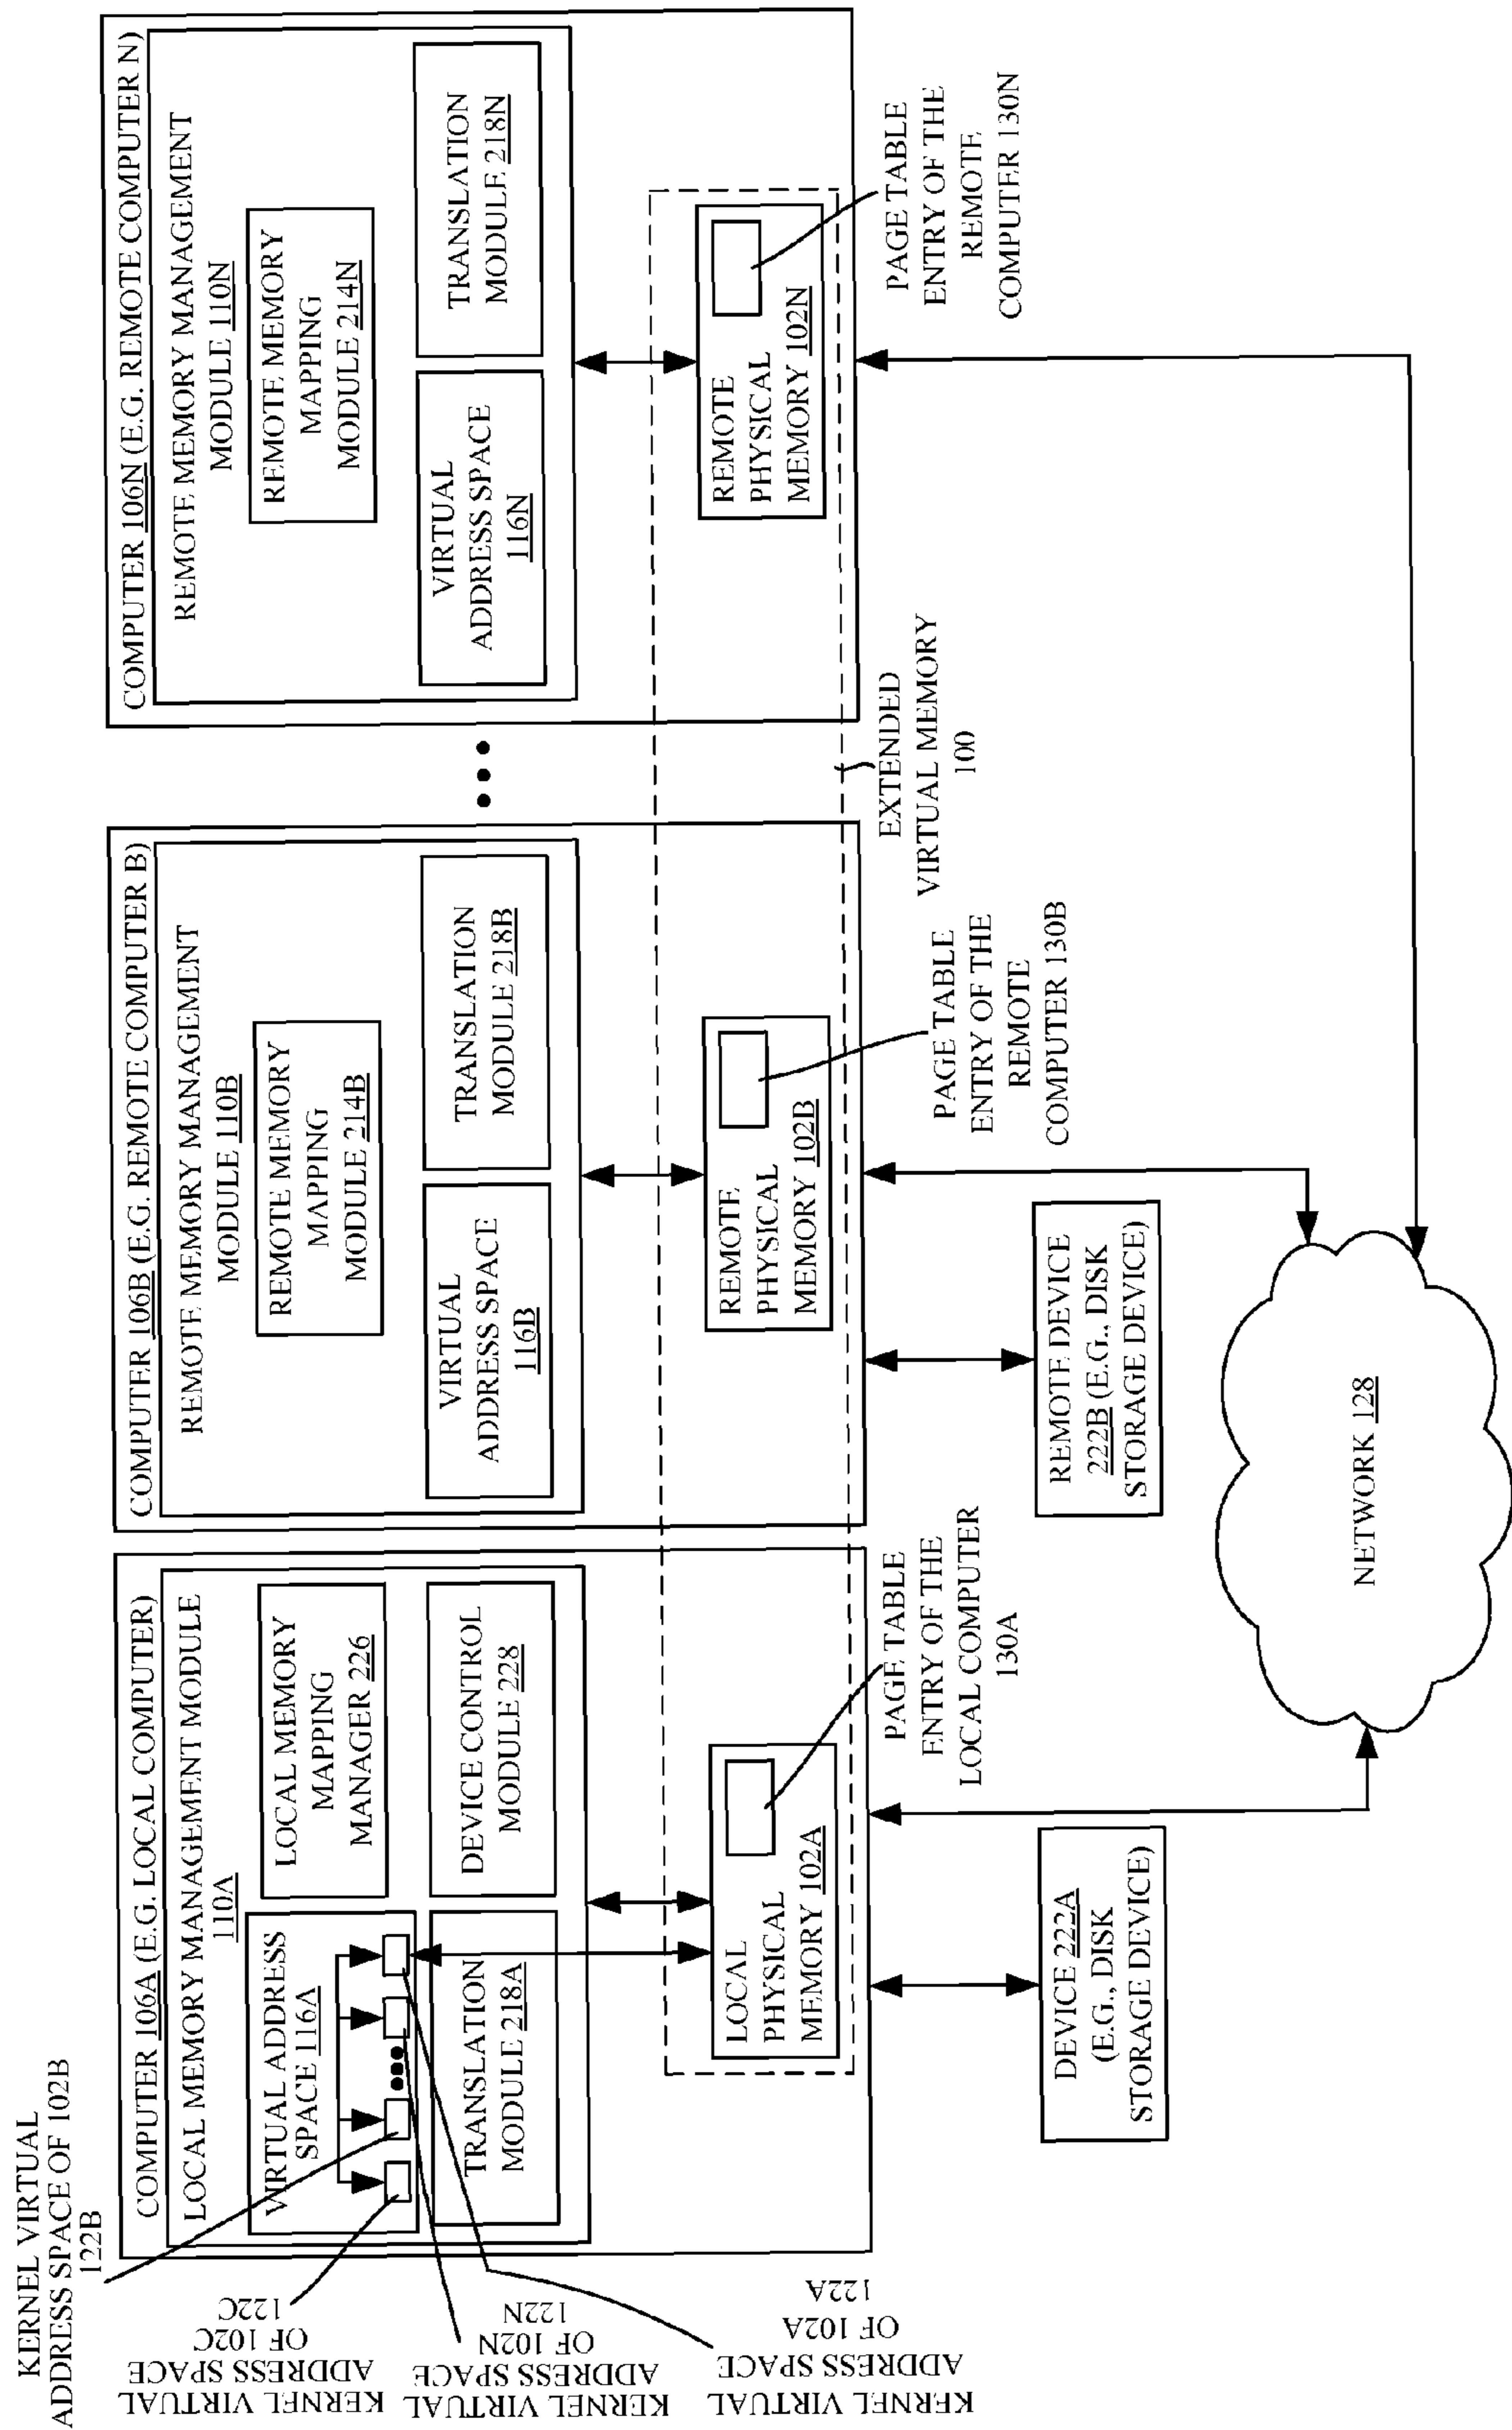 KERNEL VIRTUAL
ADDRESS SPACE OF 102B
122B
KERNEL VIRTUAL
ADDRESS SPACE
OF 102C
122C
KERNEL VIRTUAL
ADDRESS SPACE
OF 102N
122N
KERNEL VIRTUAL
ADDRESS SPACE
OF 102A
122A
COMPUTER 106A (E.G. LOCAL COMPUTER)
LOCAL MEMORY MANAGEMENT MODULE
110A
VIRTUAL ADDRESS
SPACE 116A
LOCAL MEMORY
MAPPING
MANAGER 226
TRANSLATION
MODULE 218A
DEVICE CONTROL
MODULE 228
LOCAL
PHYSICAL
MEMORY 102A
PAGE TABLE
ENTRY OF THE
LOCAL COMPUTER
130A
DEVICE 222A
(E.G., DISK
STORAGE DEVICE)
COMPUTER 106B (E.G. REMOTE COMPUTER B)
REMOTE MEMORY MANAGEMENT
MODULE 110B
REMOTE MEMORY
MAPPING
MODULE 214B
VIRTUAL
ADDRESS SPACE
116B
TRANSLATION
MODULE 218B
REMOTE
PHYSICAL
MEMORY 102B
PAGE TABLE
ENTRY OF THE
REMOTE
COMPUTER 130B
REMOTE DEVICE
222B (E.G., DISK
STORAGE DEVICE)
EXTENDED
VIRTUAL MEMORY
100
COMPUTER 106N (E.G. REMOTE COMPUTER N)
REMOTE MEMORY MANAGEMENT
MODULE 110N
REMOTE MEMORY
MAPPING
MODULE 214N
VIRTUAL
ADDRESS SPACE
116N
TRANSLATION
MODULE 218N
REMOTE
PHYSICAL
MEMORY 102N
PAGE TABLE
ENTRY OF THE
REMOTE
COMPUTER 130N
NETWORK 128